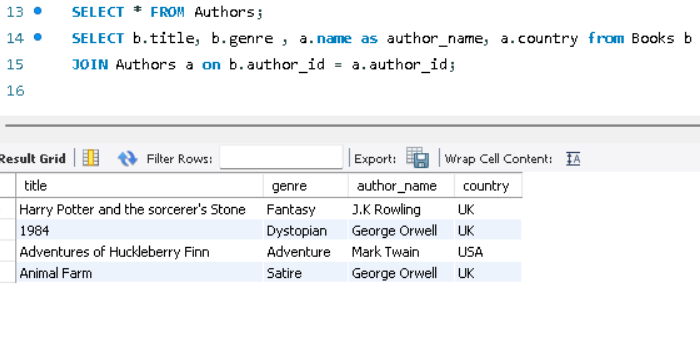 13 SELECT * FROM Authors;
14 SELECT b.title, b.genre , a.name as author_name, a.country from Books b
15 JOIN Authors a on b.author_id = a.author_id;
16
Result Grid Filter Rows: Export: Wrap Cell Content: IA
title genre author_name country
Harry Potter and the sorcerer's Stone Fantasy J.K Rowling UK
1984 Dystopian George Orwell UK
Adventures of Huckleberry Finn Adventure Mark Twain USA
Animal Farm Satire George Orwell UK